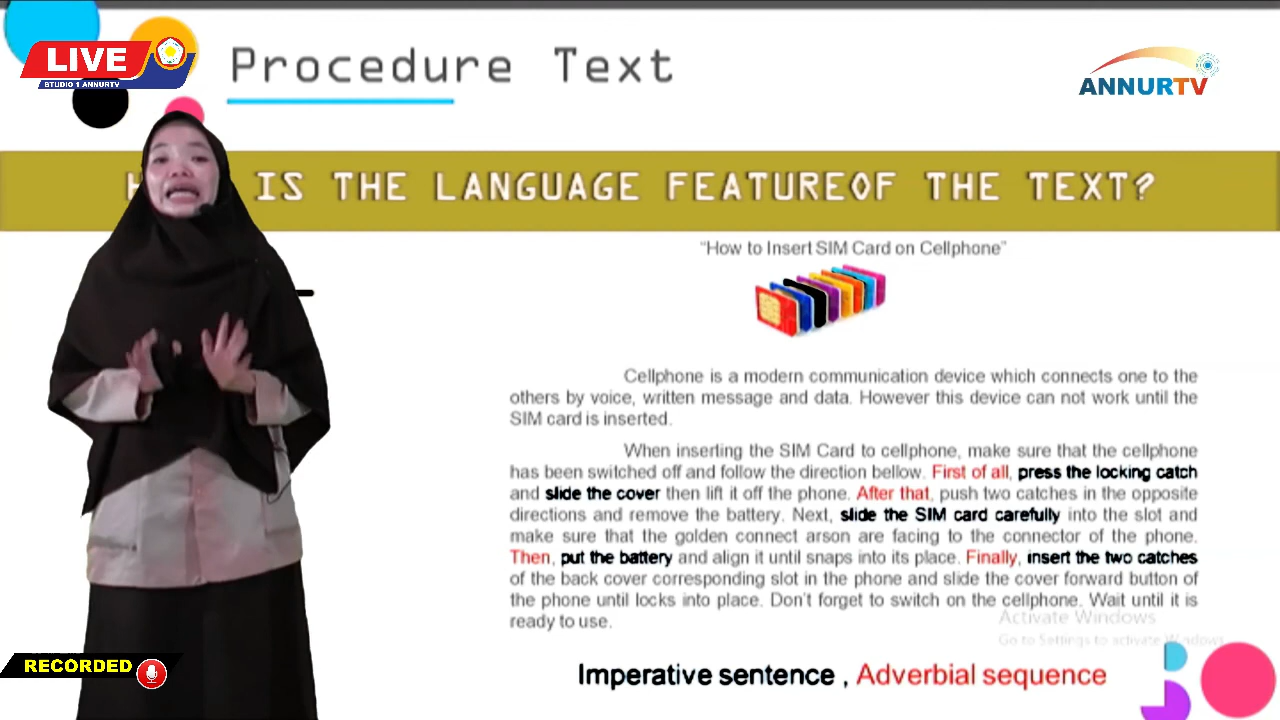 LIVE
STUDIO 1 ANNURTV
Procedure Text
ANNURTV
IS THE LANGUAGE FEATUREOF THE TEXT?
“How to Insert SIM Card on Cellphone”
Cellphone is a modern communication device which connects one to the
others by voice, written message and data. However this device can not work until the
SIM card is inserted.
When inserting the SIM Card to cellphone, make sure that the cellphone
has been switched off and follow the direction bellow. First of all, press the locking catch
and slide the cover then lift it off the phone. After that, push two catches in the opposite
directions and remove the battery. Next, slide the SIM card carefully into the slot and
make sure that the golden connect arson are facing to the connector of the phone.
Then, put the battery and align it until snaps into its place. Finally, insert the two catches
of the back cover corresponding slot in the phone and slide the cover forward button of
the phone until locks into place. Don't forget to switch on the cellphone. Wait until it is
ready to use.
Activate Windows
Go to Settings to activate Windows.
RECORDED
Imperative sentence , Adverbial sequence